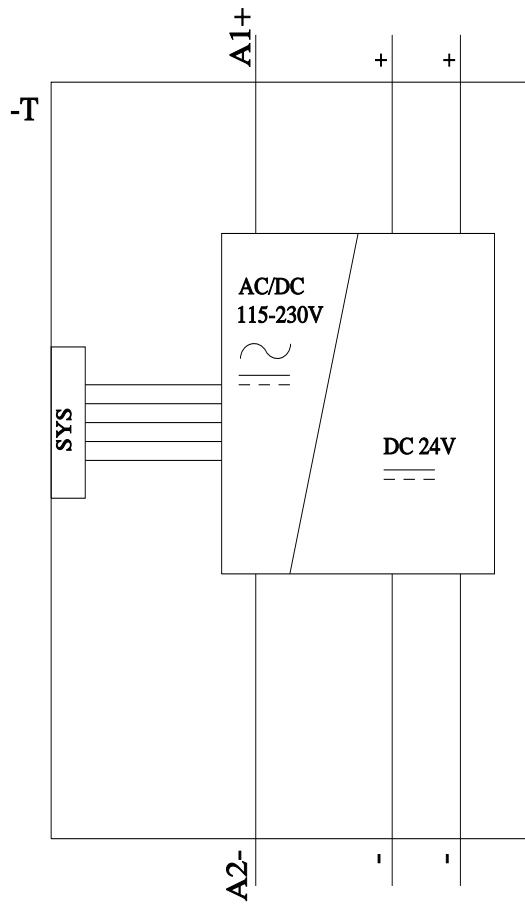 A1+
+
+
-T
AC/DC
115-230V
SYS
DC 24V
A2-
-
-